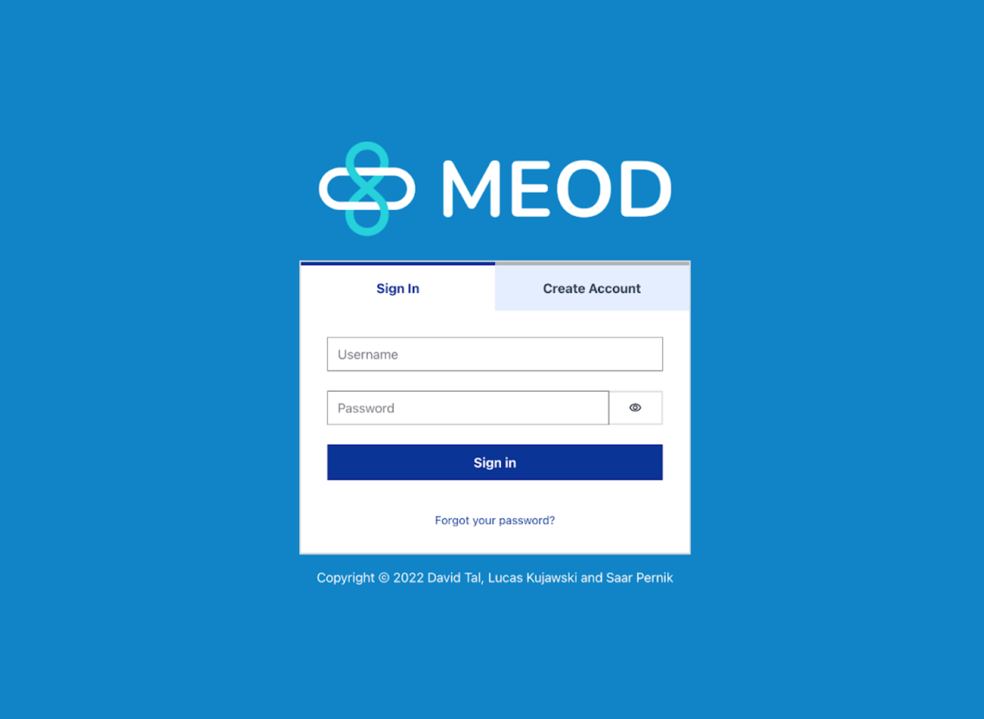 MEOD
Sign In
Create Account
Username
Password
Sign in
Forgot your password?
Copyright © 2022 David Tal, Lucas Kujawski and Saar Pernik